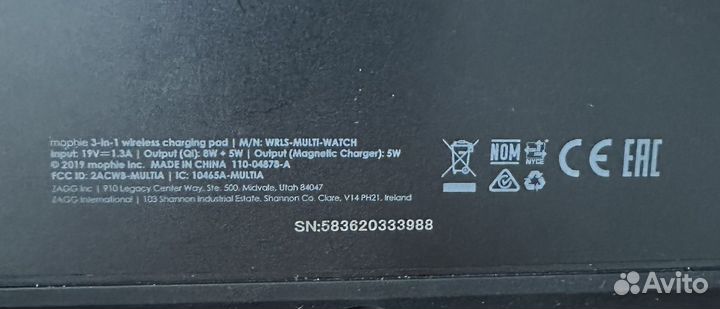 mophie 3-in-1 wireless charging pad | M/N: WRLS-MULTI-WATCH
Input: 19V⎓1.3A | Output (Qi): 8W + 5W | Output (Magnetic Charger): 5W
© 2019 mophie inc. MADE IN CHINA 110-04878-A
FCC ID: 2ACWB-MULTIA | IC: 10465A-MULTIA
ZAGG Inc | 910 Legacy Center Way, Ste. 500, Midvale, Utah 84047
ZAGG International | 103 Shannon Industrial Estate, Shannon Co. Clare, V14 PH21, Ireland
NOM NYCE CE EAC
SN:583620333988
Avito